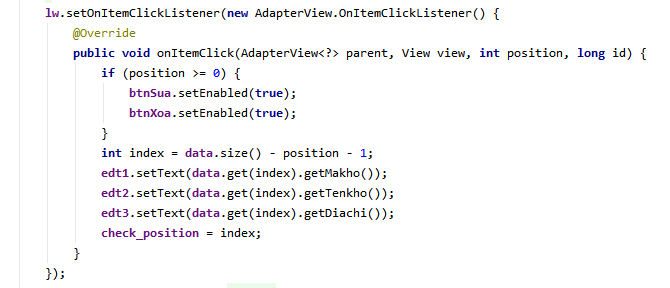 lw.setOnItemClickListener(new AdapterView.OnItemClickListener() {
@Override
public void onItemClick(AdapterView<?> parent, View view, int position, long id) {
if (position >= 0) {
btnSua.setEnabled(true);
btnXoa.setEnabled(true);
}
int index = data.size() - position - 1;
edt1.setText(data.get(index).getMakho());
edt2.setText(data.get(index).getTenkho());
edt3.setText(data.get(index).getDiachi());
check_position = index;
}
});